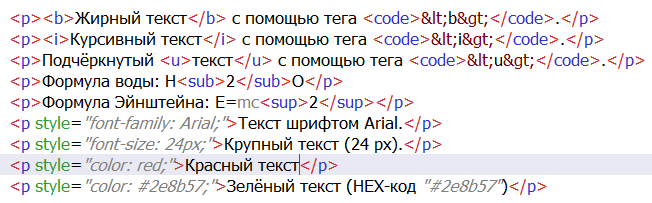 <p><b>Жирный текст</b> с помощью тега <code>&lt;b&gt;</code>.</p>
<p><i>Курсивный текст</i> с помощью тега <code>&lt;i&gt;</code>.</p>
<p>Подчёркнутый <u>текст</u> с помощью тега <code>&lt;u&gt;</code>.</p>
<p>Формула воды: H<sub>2</sub>O</p>
<p>Формула Эйнштейна: E=mc<sup>2</sup></p>
<p style="font-family: Arial;">Текст шрифтом Arial.</p>
<p style="font-size: 24px;">Крупный текст (24 px).</p>
<p style="color: red;">Красный текст</p>
<p style="color: #2e8b57;">Зелёный текст (HEX-код "#2e8b57")</p>